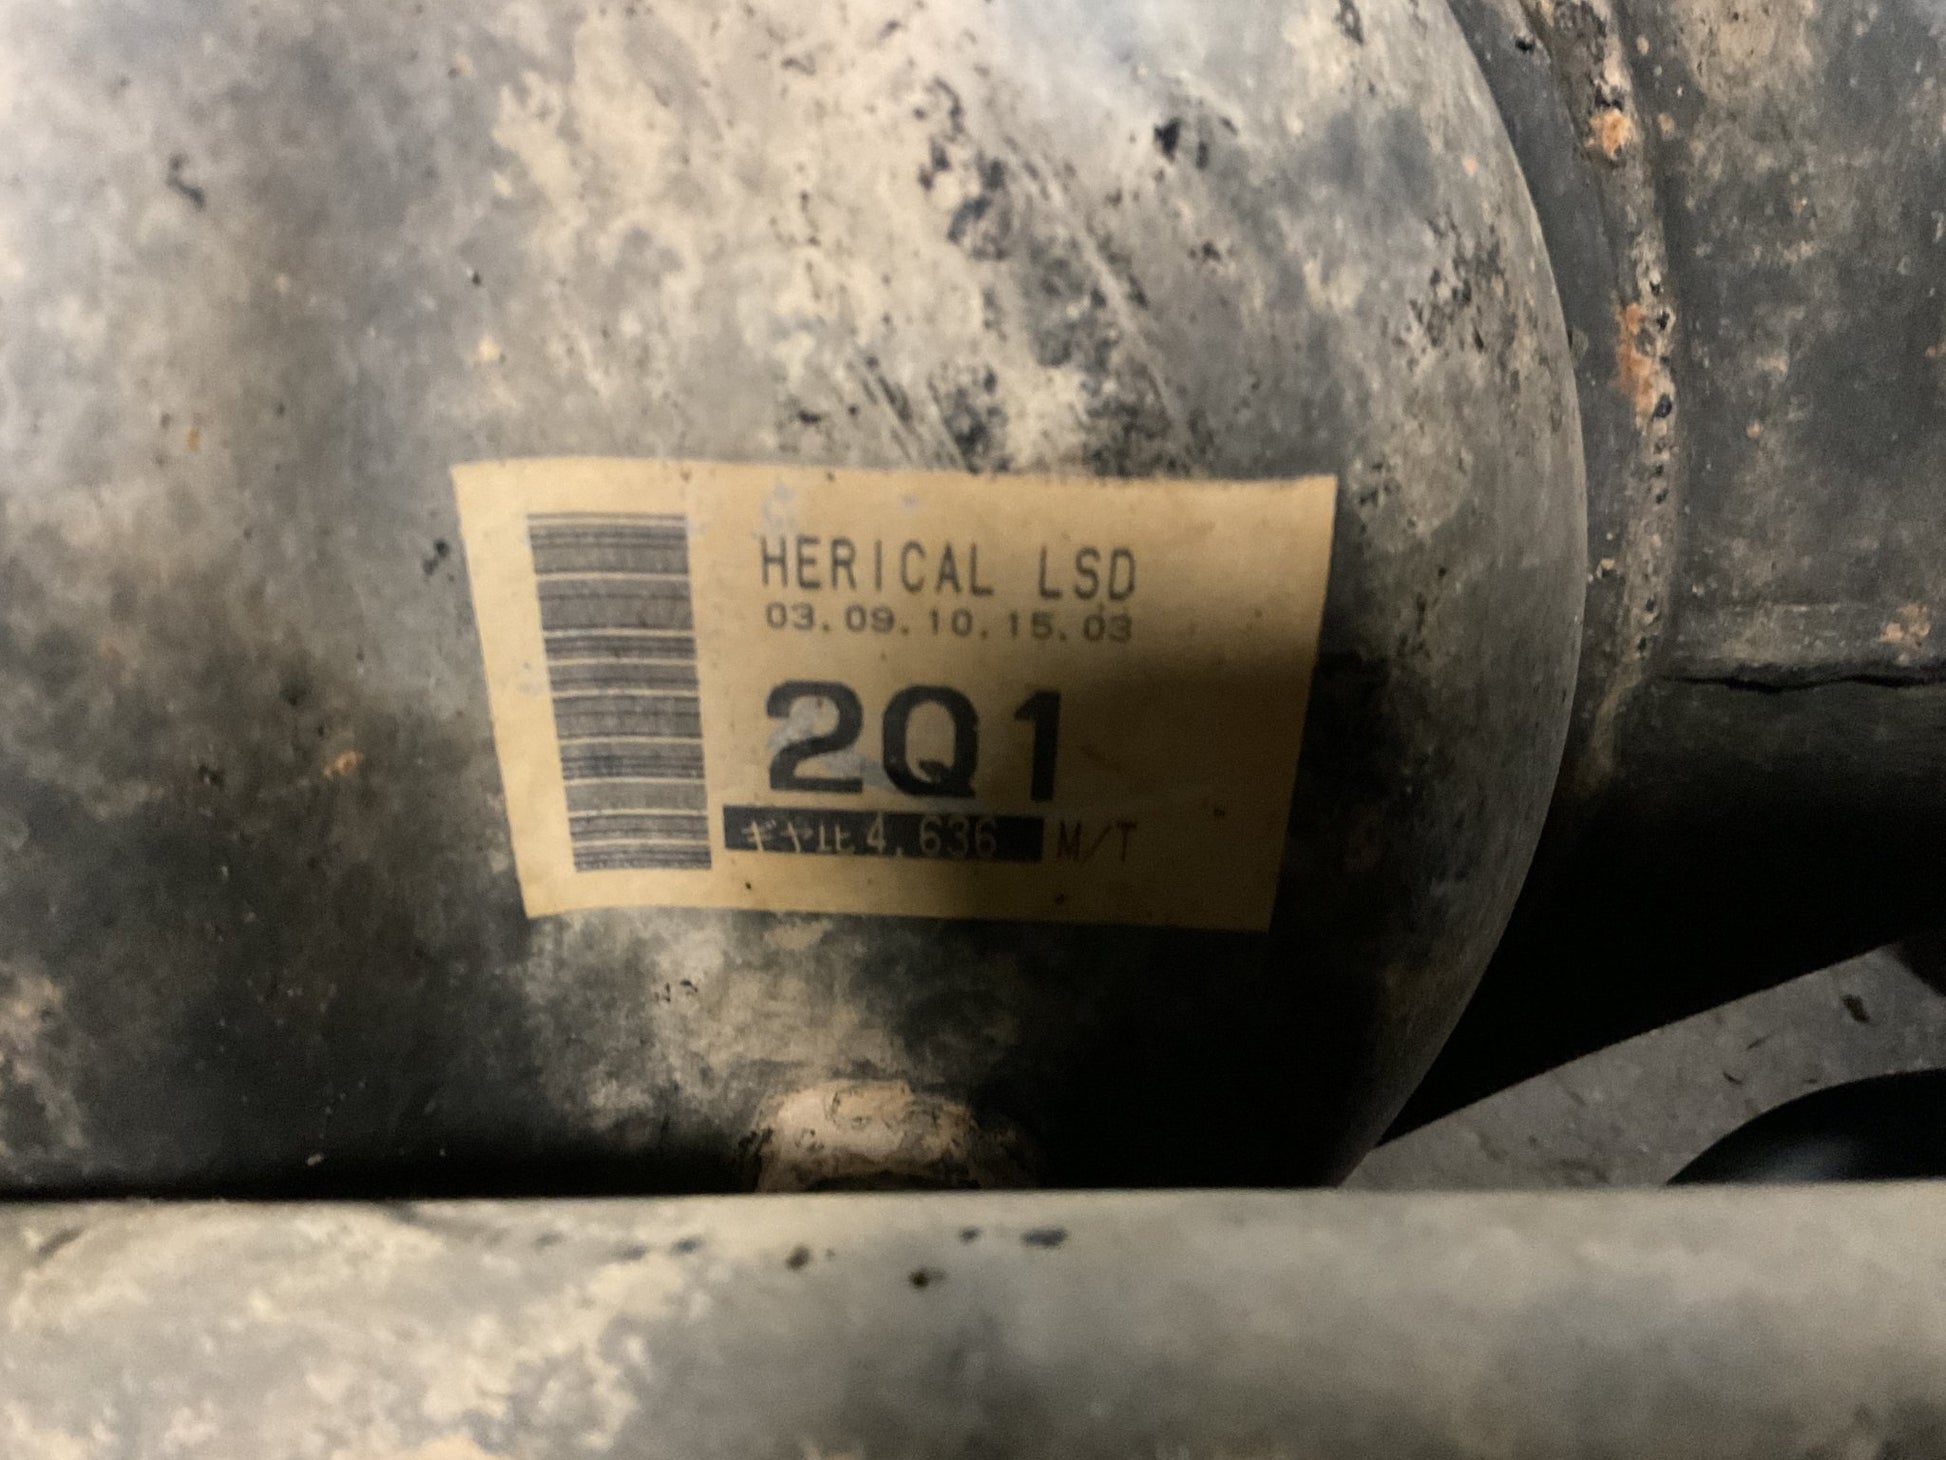 HERICAL LSD
03.09.10.15.03
2Q1
ギヤ比4.636 M/T